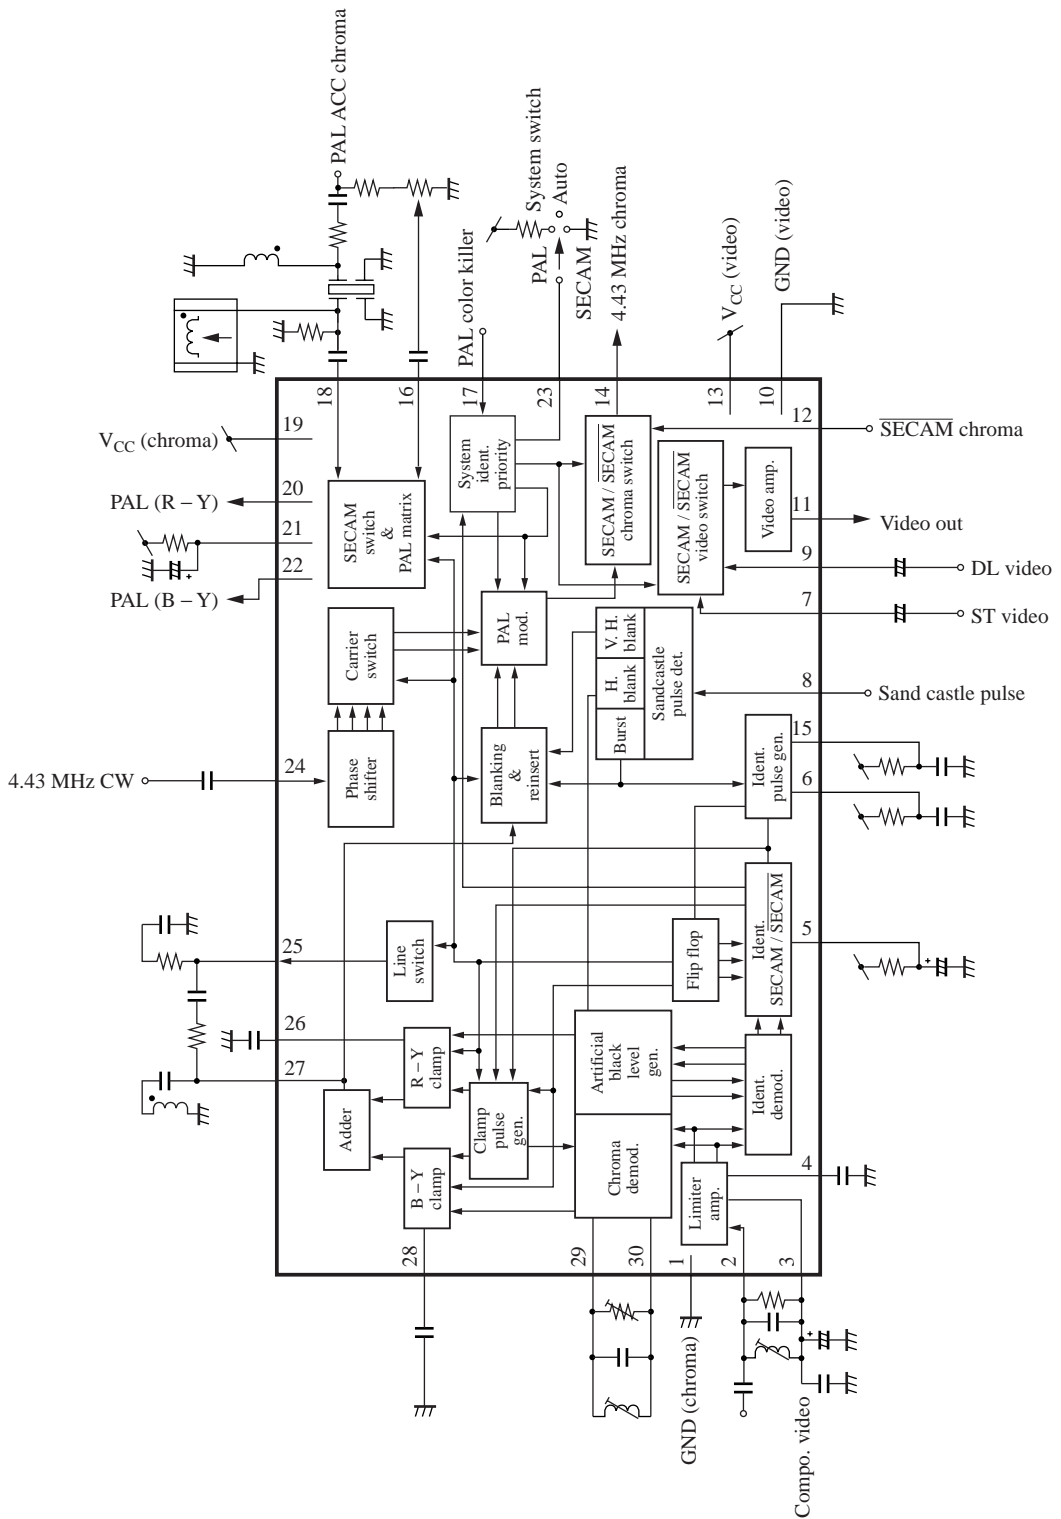 PAL ACC chroma
System switch
Auto
PAL
SECAM
PAL color killer
4.43 MHz chroma
V_CC (video)
GND (video)
18
16
17
23
14
13
10
V_CC (chroma)
19
PAL (R – Y)
20
21
22
PAL (B – Y)
SECAM
switch
&
PAL matrix
System
ident.
priority
SECAM / S̅E̅C̅A̅M̅
chroma switch
SECAM / S̅E̅C̅A̅M̅
video switch
Video amp.
12
S̅E̅C̅A̅M̅ chroma
11
Video out
9
DL video
7
ST video
Carrier
switch
PAL
mod.
V. H.
blank
H.
blank
Burst
Sandcastle
pulse det.
8
Sand castle pulse
4.43 MHz CW
24
Phase
shifter
Blanking
&
reinsert
Ident.
pulse gen.
15
6
25
Line
switch
Flip flop
Ident.
SECAM / S̅E̅C̅A̅M̅
5
26
27
R – Y
clamp
Adder
B – Y
clamp
Clamp
pulse
gen.
Artificial
black
level
gen.
Chroma
demod.
Ident.
demod.
Limiter
amp.
4
28
29
30
1
2
3
GND (chroma)
Compo. video